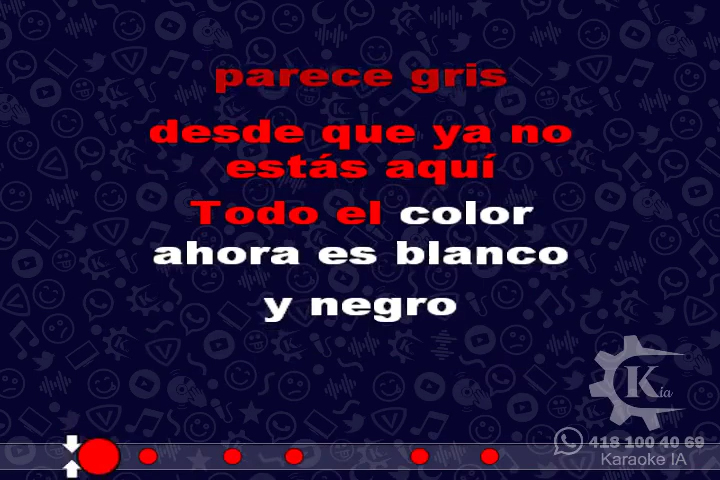 parece gris
desde que ya no
estás aquí
Todo el color
ahora es blanco
y negro
Kia
418 100 40 69
Karaoke IA